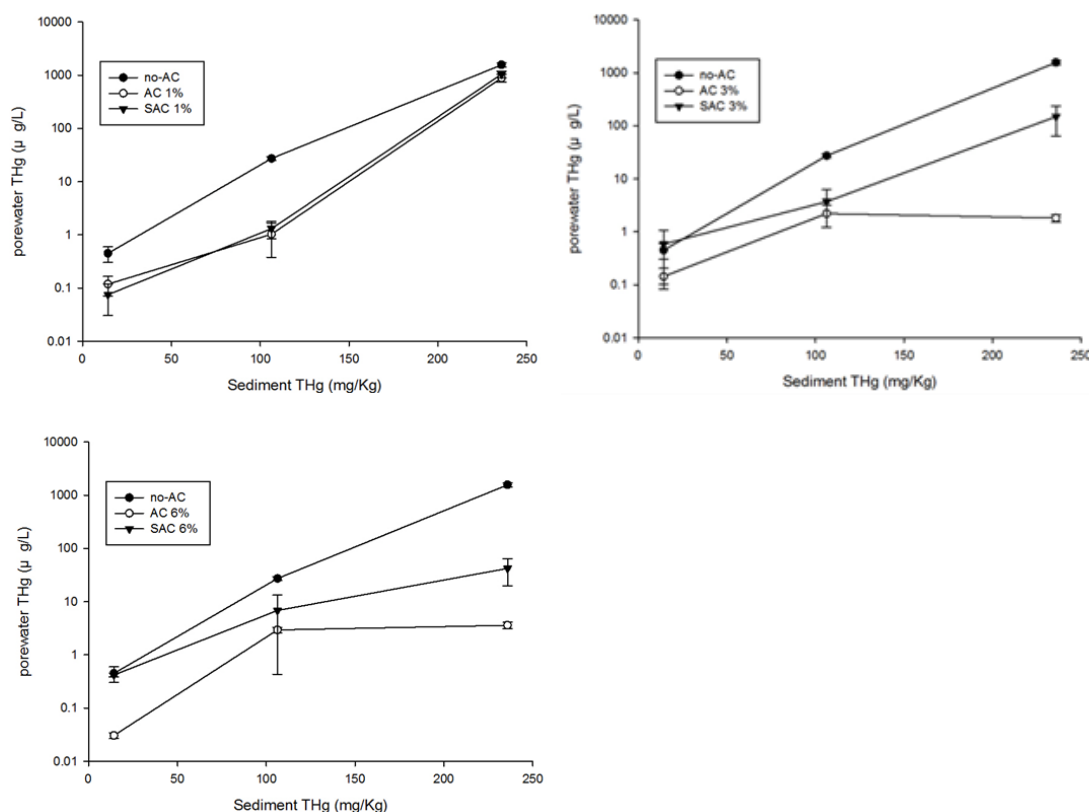 10000
1000
100
10
1
0.1
0.01
porewater THg (μ g/L)
no-AC
AC 1%
SAC 1%
0 50 100 150 200 250
Sediment THg (mg/Kg)
10000
1000
100
10
1
0.1
0.01
porewater THg (μ g/L)
no-AC
AC 3%
SAC 3%
0 50 100 150 200 250
Sediment THg (mg/Kg)
10000
1000
100
10
1
0.1
0.01
porewater THg (μ g/L)
no-AC
AC 6%
SAC 6%
0 50 100 150 200 250
Sediment THg (mg/Kg)